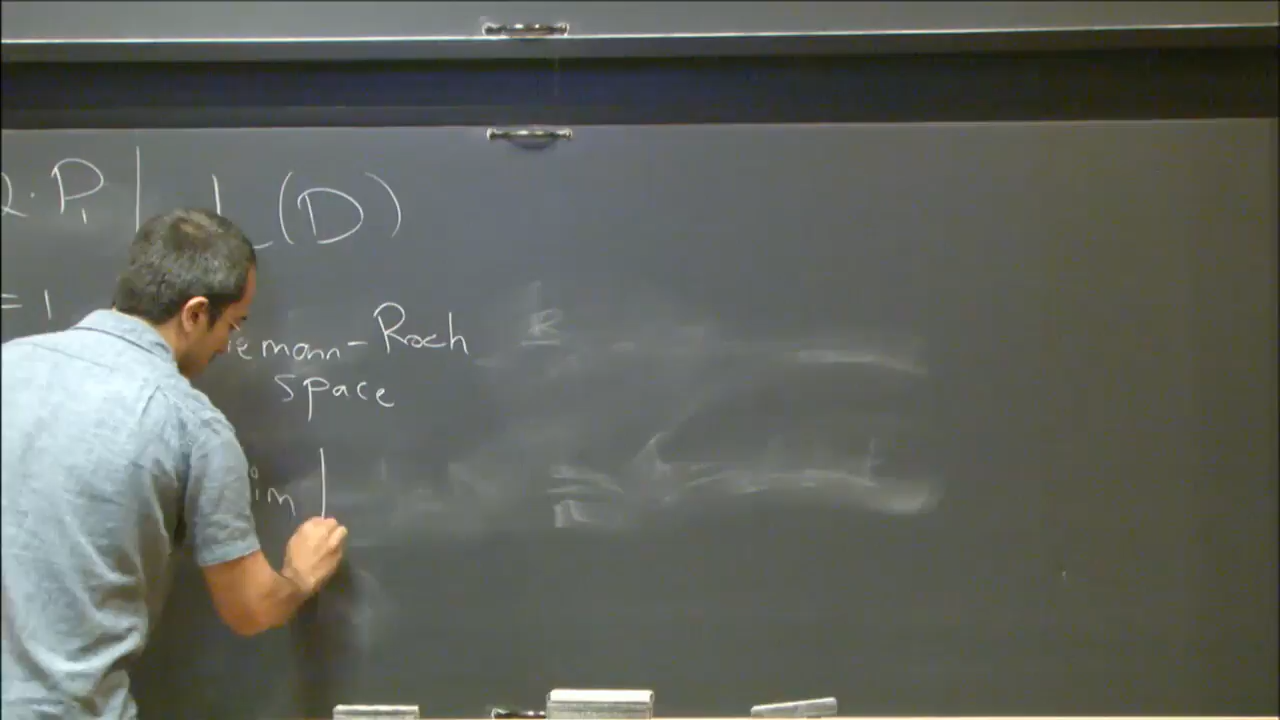 · P₁ | L(D)
= 1
iemann-Roch
space
im